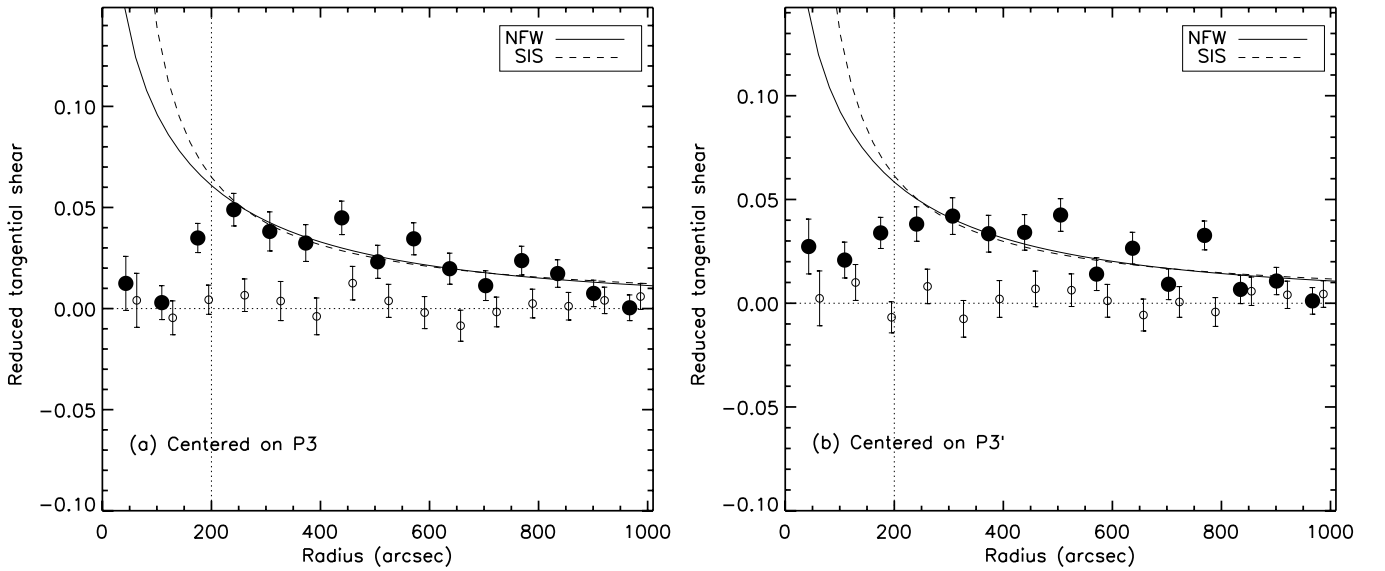 NFW
SIS
0.10
0.05
0.00
−0.05
−0.10
Reduced tangential shear
(a) Centered on P3
0 200 400 600 800 1000
Radius (arcsec)
NFW
SIS
0.10
0.05
0.00
−0.05
−0.10
Reduced tangential shear
(b) Centered on P3'
0 200 400 600 800 1000
Radius (arcsec)